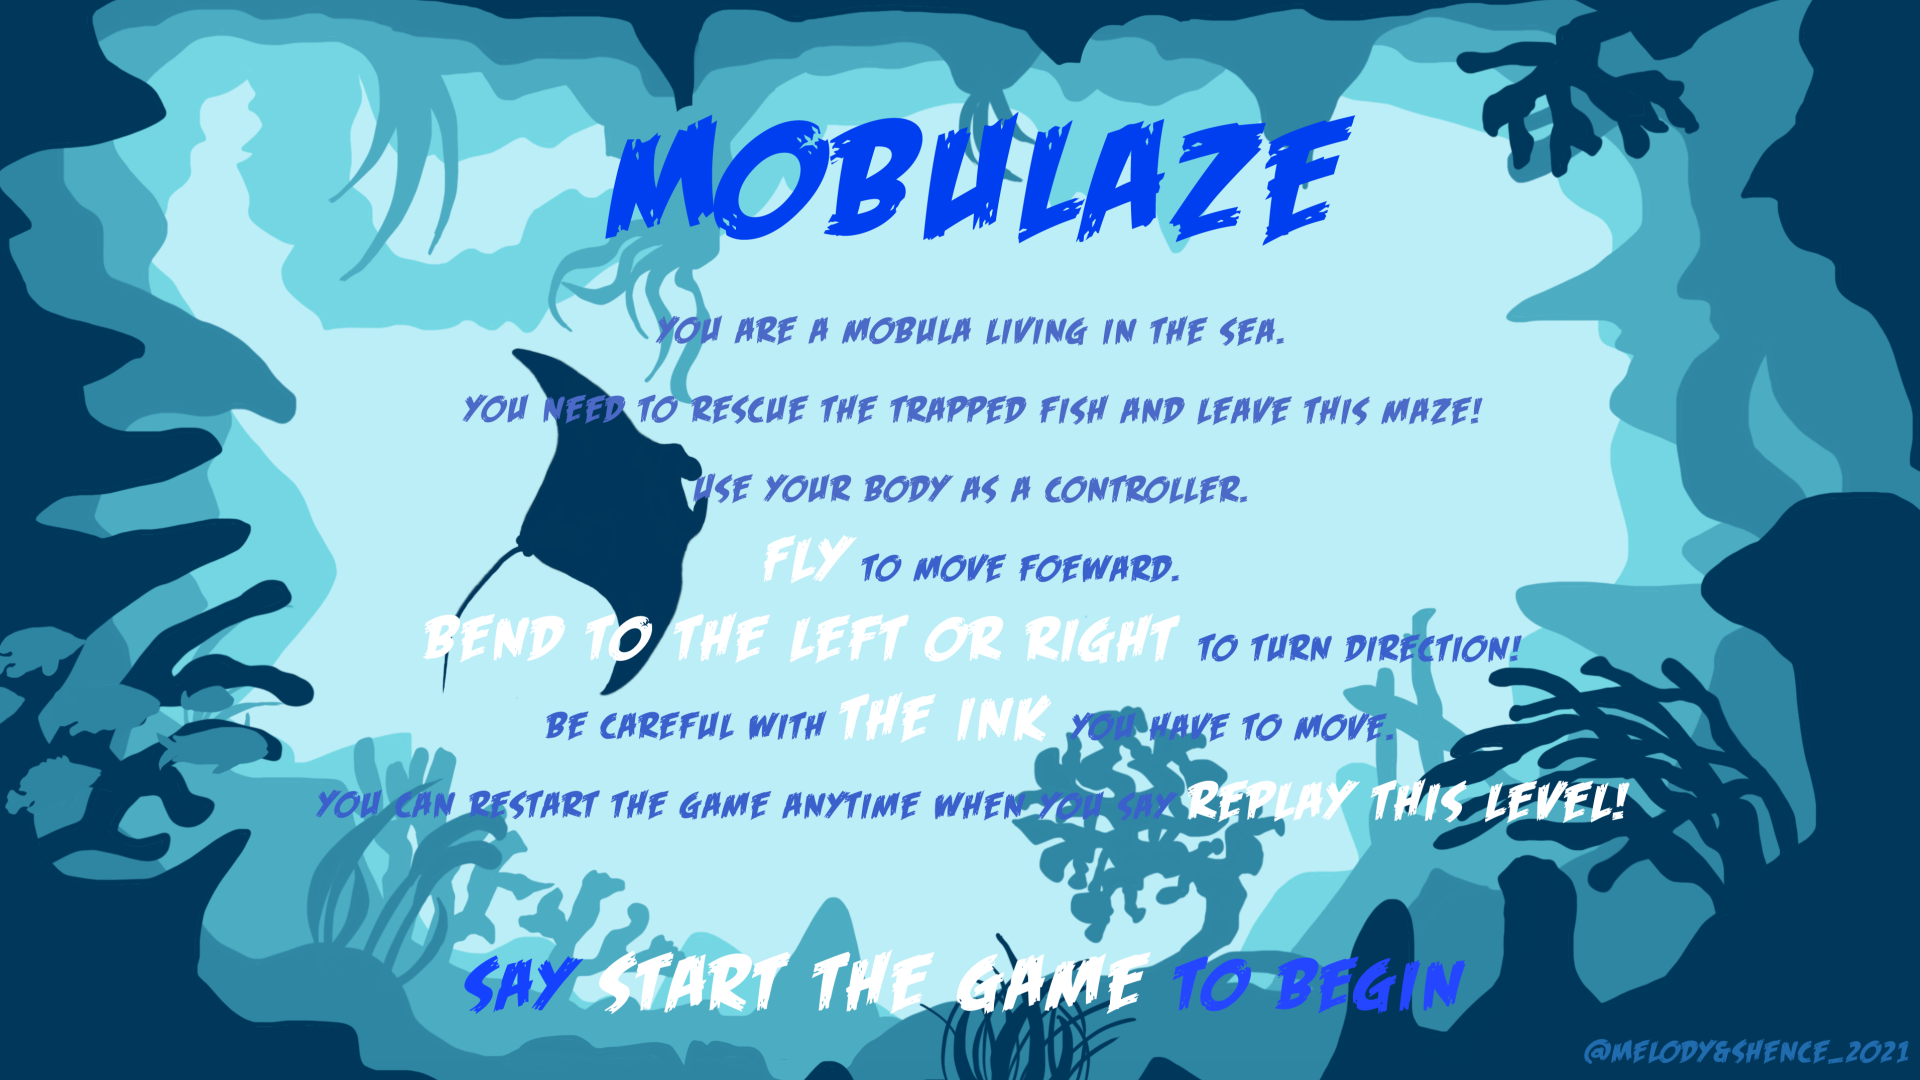 MOBULAZE
YOU ARE A MOBULA LIVING IN THE SEA.
YOU NEED TO RESCUE THE TRAPPED FISH AND LEAVE THIS MAZE!
USE YOUR BODY AS A CONTROLLER.
FLY TO MOVE FOEWARD.
BEND TO THE LEFT OR RIGHT TO TURN DIRECTION!
BE CAREFUL WITH THE INK YOU HAVE TO MOVE.
YOU CAN RESTART THE GAME ANYTIME WHEN YOU SAY REPLAY THIS LEVEL!
SAY START THE GAME TO BEGIN
@MELODY&SHENCE_2021